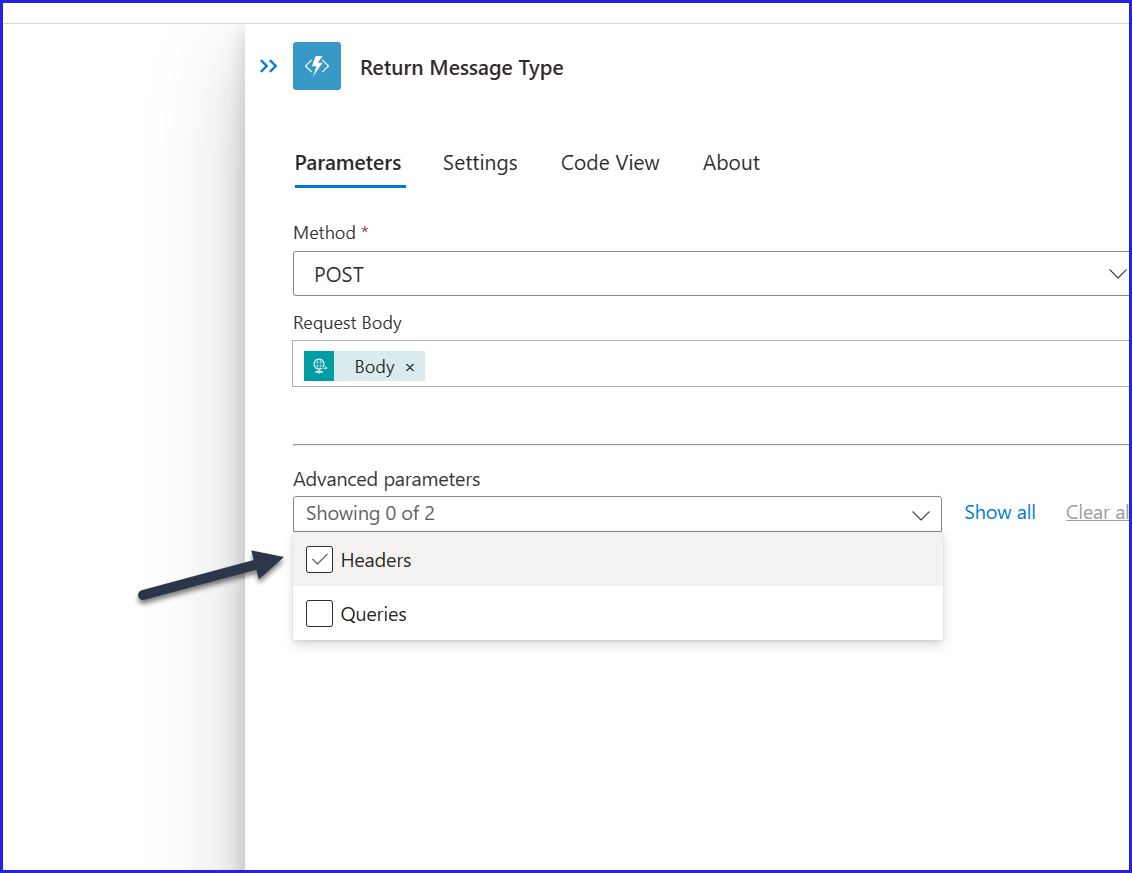 Return Message Type
Parameters Settings Code View About
Method *
POST
Request Body
Body ×
Advanced parameters
Showing 0 of 2 Show all Clear al
Headers
Queries